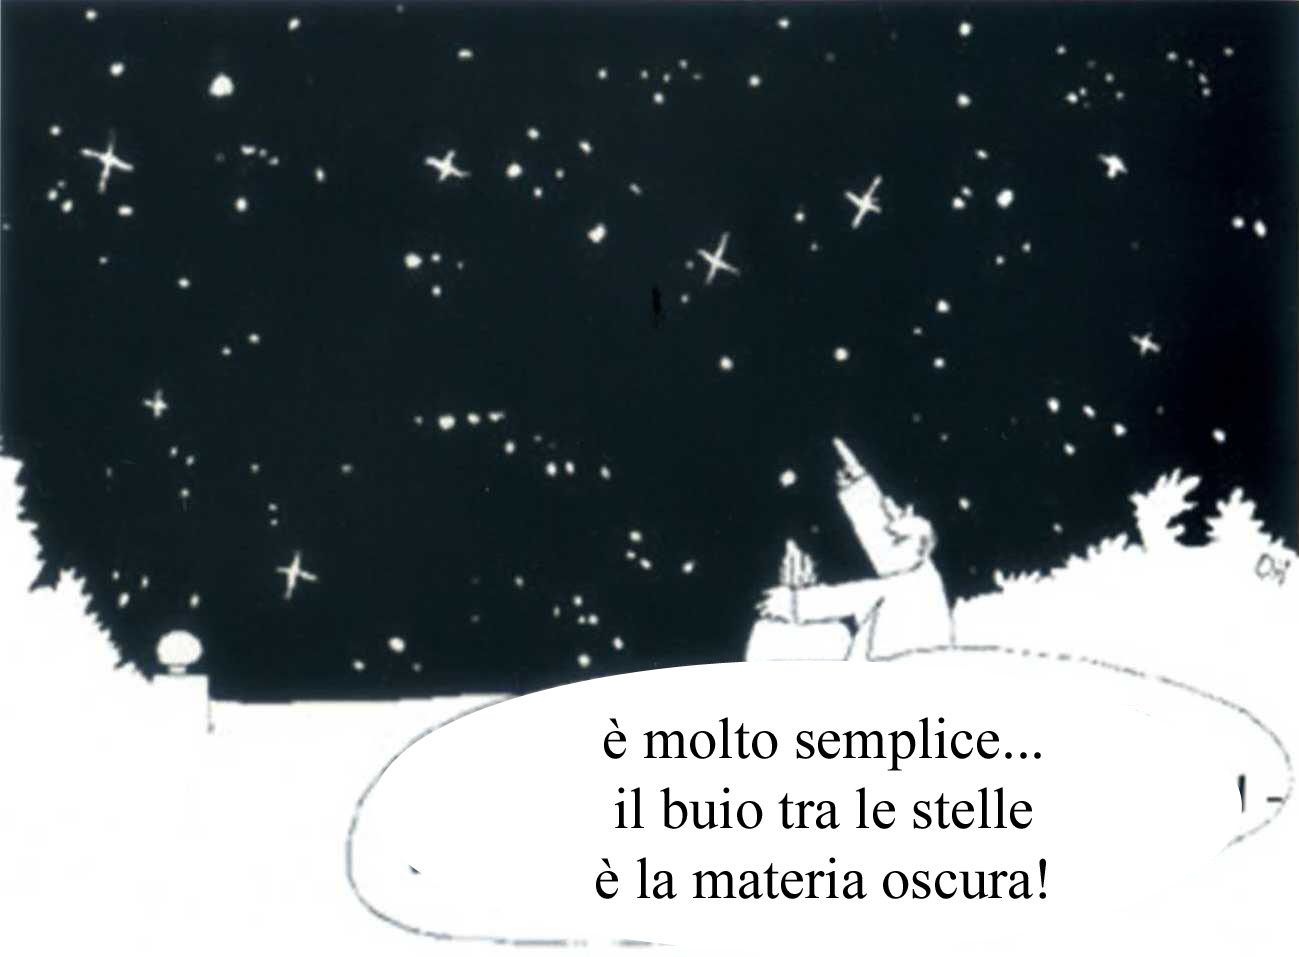 è molto semplice...
il buio tra le stelle
è la materia oscura!